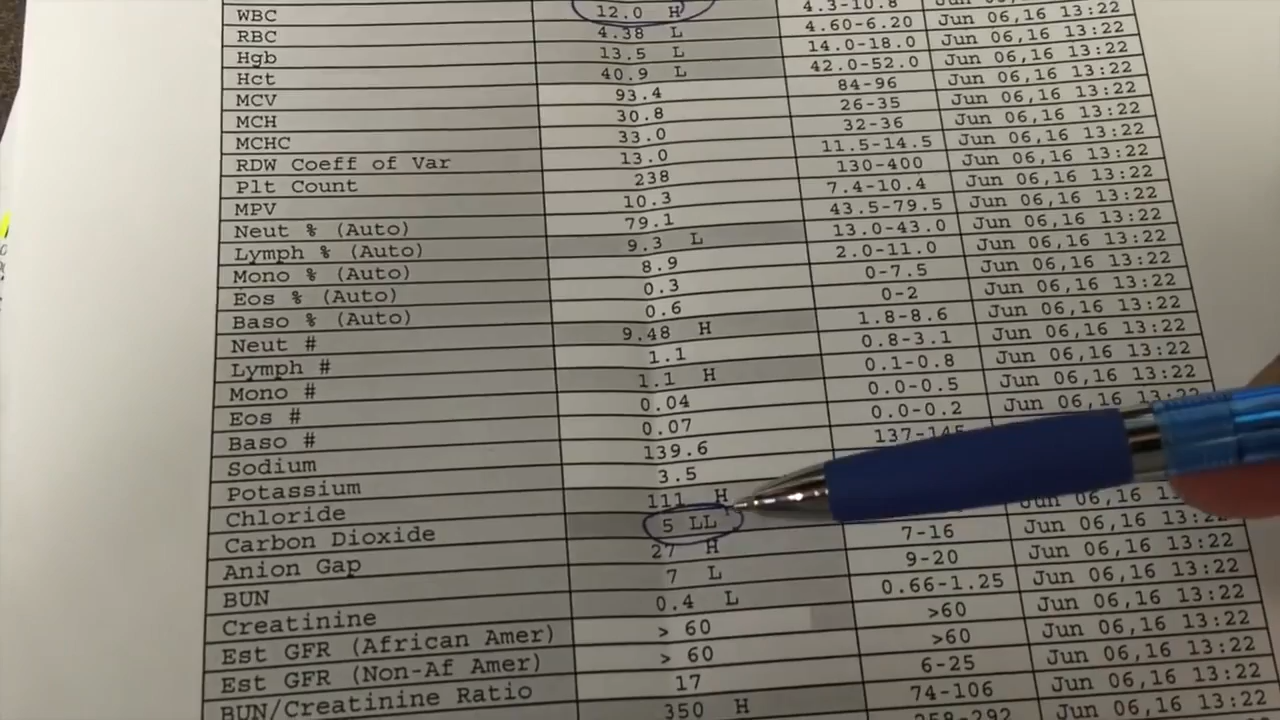 WBC 12.0 H 4.3-10.8 Jun 06,16 13:22
RBC 4.38 L 4.60-6.20 Jun 06,16 13:22
Hgb 13.5 L 14.0-18.0 Jun 06,16 13:22
Hct 40.9 L 42.0-52.0 Jun 06,16 13:22
MCV 93.4 84-96 Jun 06,16 13:22
MCH 30.8 26-35 Jun 06,16 13:22
MCHC 33.0 32-36 Jun 06,16 13:22
RDW Coeff of Var 13.0 11.5-14.5 Jun 06,16 13:22
Plt Count 238 130-400 Jun 06,16 13:22
MPV 10.3 7.4-10.4 Jun 06,16 13:22
Neut % (Auto) 79.1 43.5-79.5 Jun 06,16 13:22
Lymph % (Auto) 9.3 L 13.0-43.0 Jun 06,16 13:22
Mono % (Auto) 8.9 2.0-11.0 Jun 06,16 13:22
Eos % (Auto) 0.3 0-7.5 Jun 06,16 13:22
Baso % (Auto) 0.6 0-2 Jun 06,16 13:22
Neut # 9.48 H 1.8-8.6 Jun 06,16 13:22
Lymph # 1.1 0.8-3.1 Jun 06,16 13:22
Mono # 1.1 H 0.1-0.8 Jun 06,16 13:22
Eos # 0.04 0.0-0.5 Jun 06,16 13:22
Baso # 0.07 0.0-0.2 Jun 06,16 13:22
Sodium 139.6 137-145
Potassium 3.5
Chloride 111 H
Carbon Dioxide 5 LL Jun 06,16
Anion Gap 27 H 7-16 Jun 06,16 13:22
BUN 7 L 9-20 Jun 06,16 13:22
Creatinine 0.4 L 0.66-1.25 Jun 06,16 13:22
Est GFR (African Amer) > 60 >60 Jun 06,16 13:22
Est GFR (Non-Af Amer) > 60 >60 Jun 06,16 13:22
BUN/Creatinine Ratio 17 6-25 Jun 06,16 13:22
350 H 74-106 Jun 06,16 13:22